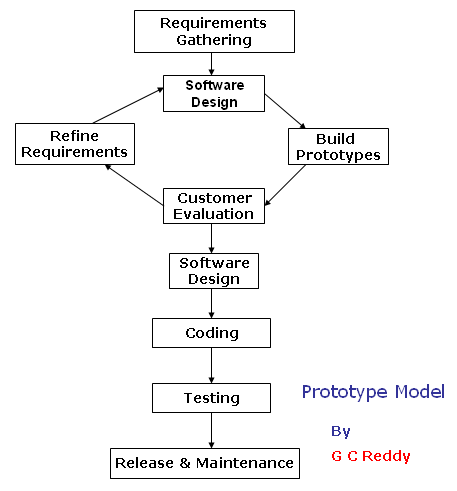 Requirements
Gathering
Software
Design
Refine
Requirements
Build
Prototypes
Customer
Evaluation
Software
Design
Coding
Testing
Prototype Model
By
G C Reddy
Release & Maintenance